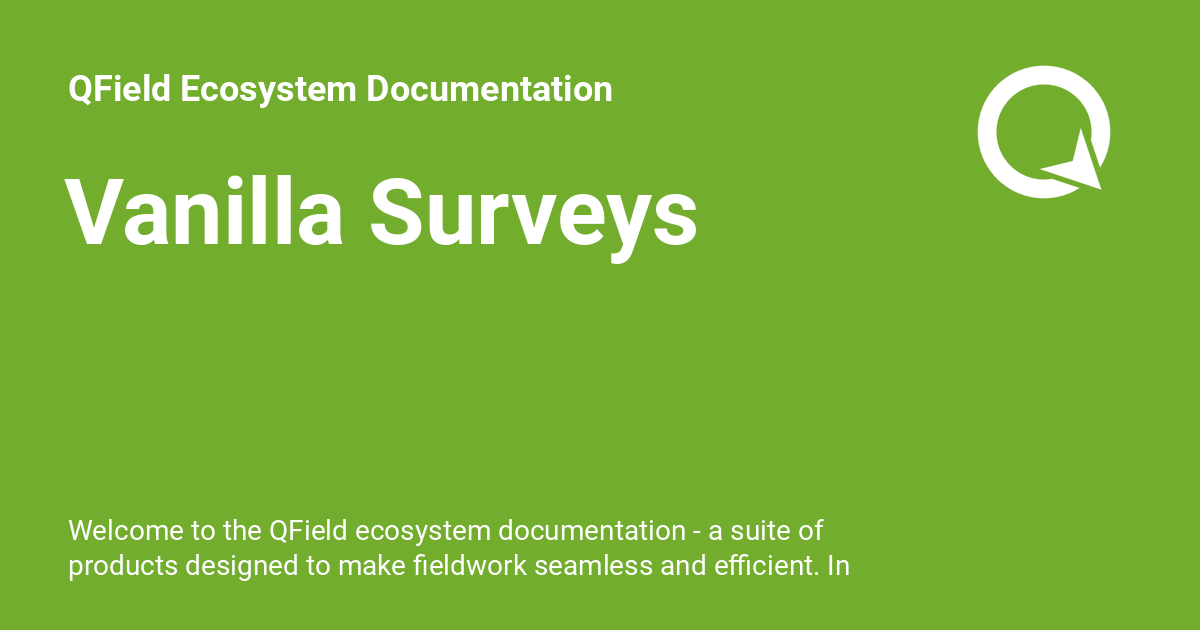 QField Ecosystem Documentation
Vanilla Surveys
Welcome to the QField ecosystem documentation - a suite of
products designed to make fieldwork seamless and efficient. In